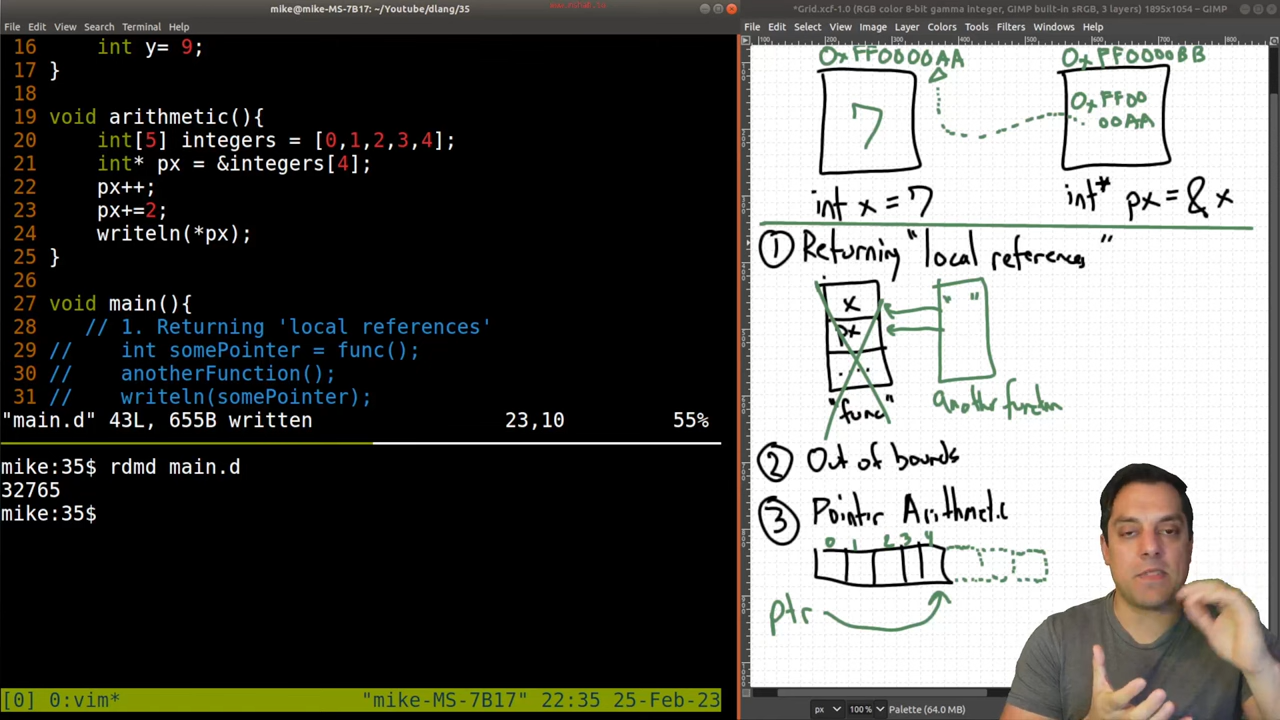 mike@mike-MS-7B17: ~/Youtube/dlang/35
File Edit View Search Terminal Help
16 int y= 9;
17 }
18
19 void arithmetic(){
20 int[5] integers = [0,1,2,3,4];
21 int* px = &integers[4];
22 px++;
23 px+=2;
24 writeln(*px);
25 }
26
27 void main(){
28 // 1. Returning 'local references'
29 // int somePointer = func();
30 // anotherFunction();
31 // writeln(somePointer);
"main.d" 43L, 655B written 23,10 55%
mike:35$ rdmd main.d
32765
mike:35$
[0] 0:vim* "mike-MS-7B17" 22:35 25-Feb-23
*Grid.xcf-1.0 (RGB color 8-bit gamma integer, GIMP built-in sRGB, 3 layers) 1895x1054 – GIMP
File Edit Select View Image Layer Colors Tools Filters Windows
0xFF0000AA 0xFF0000BB
7
0xFF00
00AA
int x = 7 int* px = & x
① Returning "local references"
x " "
px
. . .
"func" another function
② Out of bounds
③ Pointer Arithmetic
0 1 2 3 4
ptr
px 100% Palette (64.0 MB)